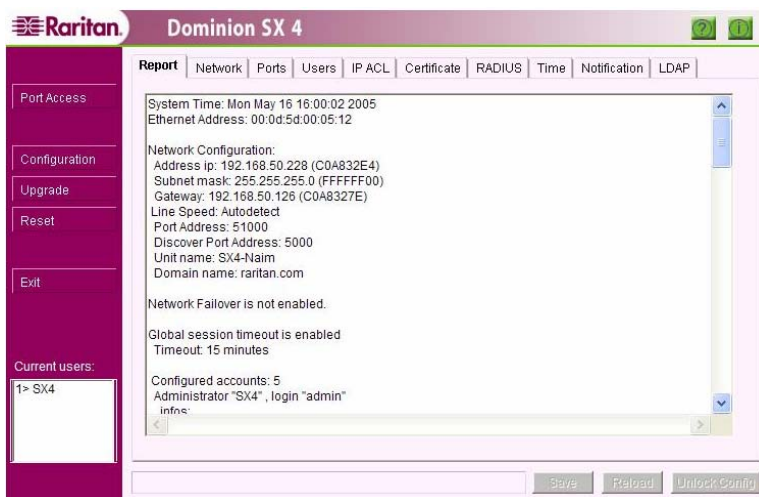 Raritan.
Dominion SX 4
? i
Report Network Ports Users IP ACL Certificate RADIUS Time Notification LDAP
Port Access
Configuration
Upgrade
Reset
Exit
Current users:
1> SX4
System Time: Mon May 16 16:00:02 2005
Ethernet Address: 00:0d:5d:00:05:12
Network Configuration:
Address ip: 192.168.50.228 (C0A832E4)
Subnet mask: 255.255.255.0 (FFFFFF00)
Gateway: 192.168.50.126 (C0A8327E)
Line Speed: Autodetect
Port Address: 51000
Discover Port Address: 5000
Unit name: SX4-Naim
Domain name: raritan.com
Network Failover is not enabled.
Global session timeout is enabled
Timeout: 15 minutes
Configured accounts: 5
Administrator "SX4" , login "admin"
infos:
Save Reload Unlock Config